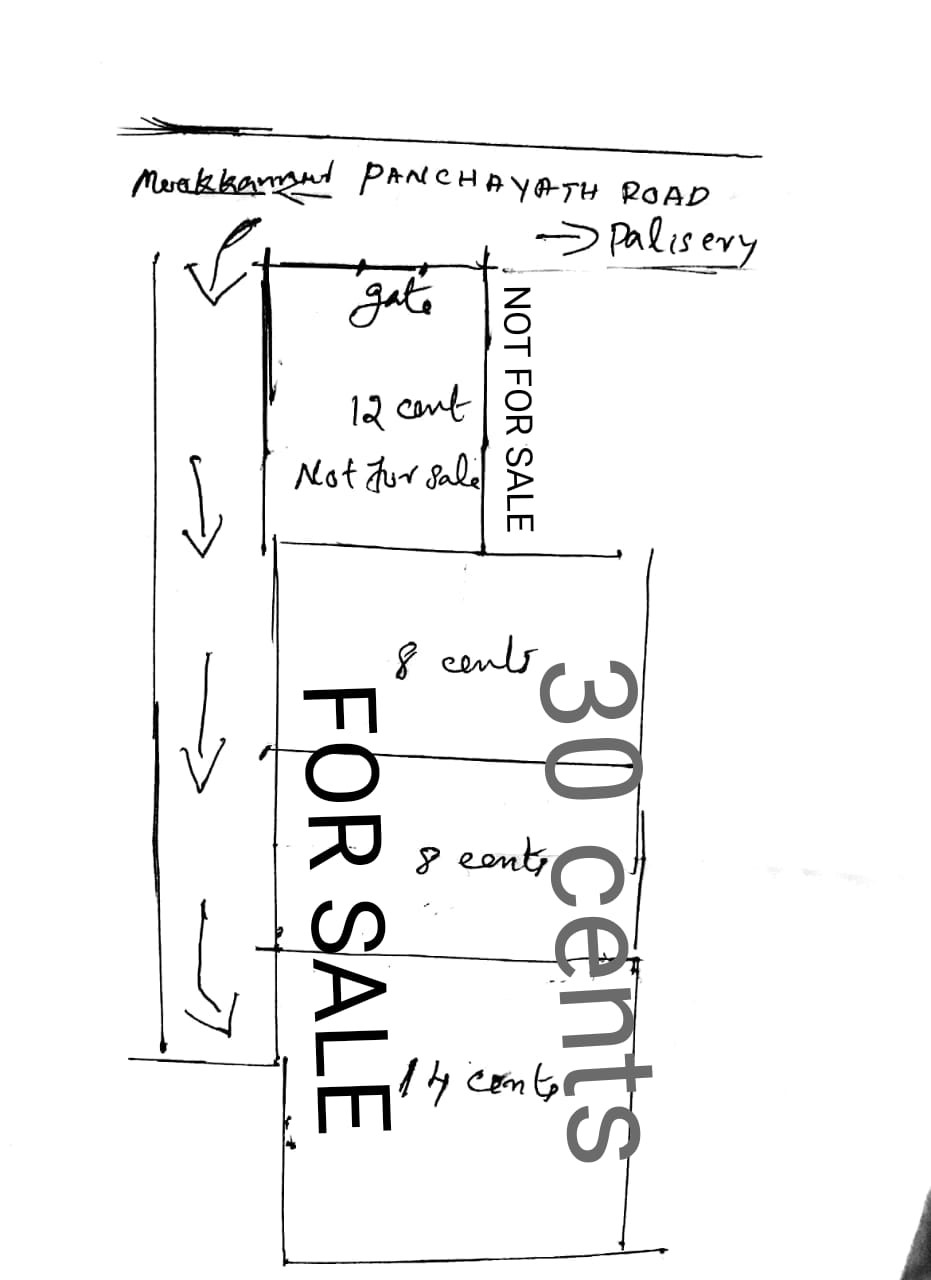 PANCHAYATH ROAD
→ Palisery
gate
NOT FOR SALE
12 cent
Not for sale
8 cents
30 cents
FOR SALE
8 cents
14 cents